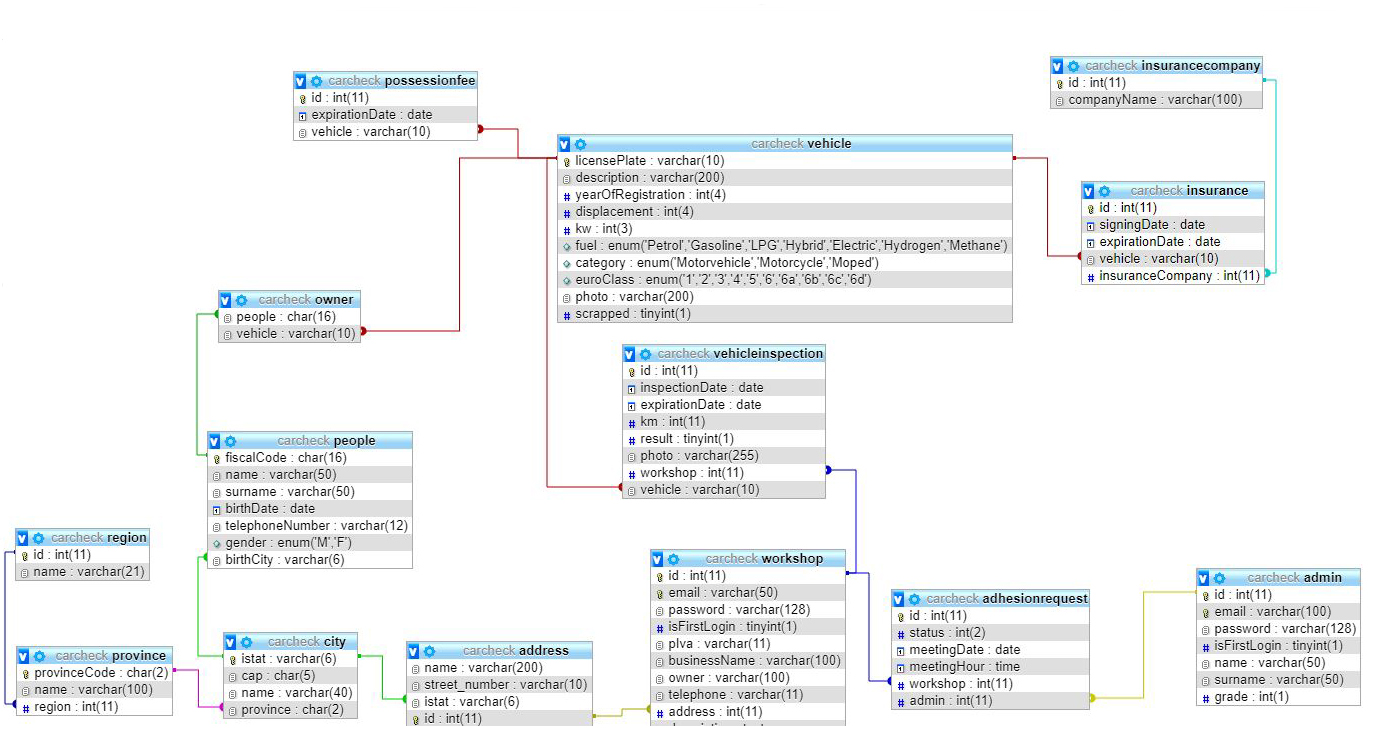 carcheck possessionfee
id : int(11)
expirationDate : date
vehicle : varchar(10)
carcheck insurancecompany
id : int(11)
companyName : varchar(100)
carcheck vehicle
licensePlate : varchar(10)
description : varchar(200)
yearOfRegistration : int(4)
displacement : int(4)
kw : int(3)
fuel : enum('Petrol','Gasoline','LPG','Hybrid','Electric','Hydrogen','Methane')
category : enum('Motorvehicle','Motorcycle','Moped')
euroClass : enum('1','2','3','4','5','6','6a','6b','6c','6d')
photo : varchar(200)
scrapped : tinyint(1)
carcheck insurance
id : int(11)
signingDate : date
expirationDate : date
vehicle : varchar(10)
insuranceCompany : int(11)
carcheck owner
people : char(16)
vehicle : varchar(10)
carcheck vehicleinspection
id : int(11)
inspectionDate : date
expirationDate : date
km : int(11)
result : tinyint(1)
photo : varchar(255)
workshop : int(11)
vehicle : varchar(10)
carcheck people
fiscalCode : char(16)
name : varchar(50)
surname : varchar(50)
birthDate : date
telephoneNumber : varchar(12)
gender : enum('M','F')
birthCity : varchar(6)
carcheck region
id : int(11)
name : varchar(21)
carcheck province
provinceCode : char(2)
name : varchar(100)
region : int(11)
carcheck city
istat : varchar(6)
cap : char(5)
name : varchar(40)
province : char(2)
carcheck address
name : varchar(200)
street_number : varchar(10)
istat : varchar(6)
id : int(11)
carcheck workshop
id : int(11)
email : varchar(50)
password : varchar(128)
isFirstLogin : tinyint(1)
pIva : varchar(11)
businessName : varchar(100)
owner : varchar(100)
telephone : varchar(11)
address : int(11)
carcheck adhesionrequest
id : int(11)
status : int(2)
meetingDate : date
meetingHour : time
workshop : int(11)
admin : int(11)
carcheck admin
id : int(11)
email : varchar(100)
password : varchar(128)
isFirstLogin : tinyint(1)
name : varchar(50)
surname : varchar(50)
grade : int(1)